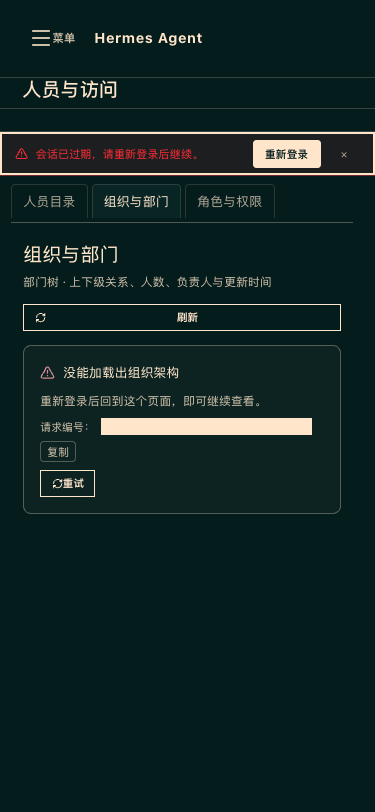 菜单 Hermes Agent
人员与访问
会话已过期，请重新登录后继续。 重新登录 ×
人员目录 组织与部门 角色与权限
组织与部门
部门树 · 上下级关系、人数、负责人与更新时间
刷新
没能加载出组织架构
重新登录后回到这个页面，即可继续查看。
请求编号：
复制
重试